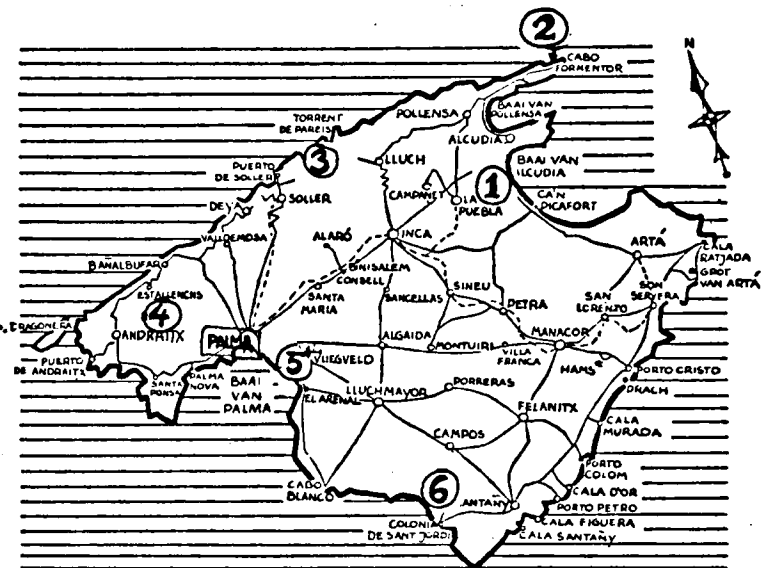 2
N
CABO
FORMENTOR
TORRENT
DE PAREIS
POLLENSA
BAAI VAN
POLLENSA
ALCUDIA
3
LLUCH
BAAI VAN
ILCUDIA
PUERTO
DE SOLLER
CAMPANET
1
LA
PUEBLA
CA'N
PICAFORT
SOLLER
DEYA
VALLDEMOSA
INCA
ALARÓ
ARTÁ
CALA
RATJADA
BAÑALBUFAR
BINISALEM
CONSELL
GROT
VAN ARTÁ
ESTALLENCHS
SANTA
MARIA
SANCELLAS
SINEU
PETRA
SAN
LORENZO
SON
SERVERA
4
DRAGONERA
ANDRAITX
PALMA
ALGAIDA
MONTUIRI
VILLA
FRANCA
MANACOR
PUERTO
DE ANDRAITX
5
VLIEGVELD
HAMS
PORTO CRISTO
DRACH
SANTA
PONSA
PALMA
NOVA
BAAI
VAN
PALMA
EL ARENAL
LLUCHMAYOR
PORRERAS
FELANITX
CALA
MURADA
CAMPOS
CABO
BLANCO
6
ANTAÑY
PORTO
COLOM
CALA D'OR
PORTO PETRO
COLONIA
DE SANT JORDI
CALA FIGUERA
CALA SANTAÑY